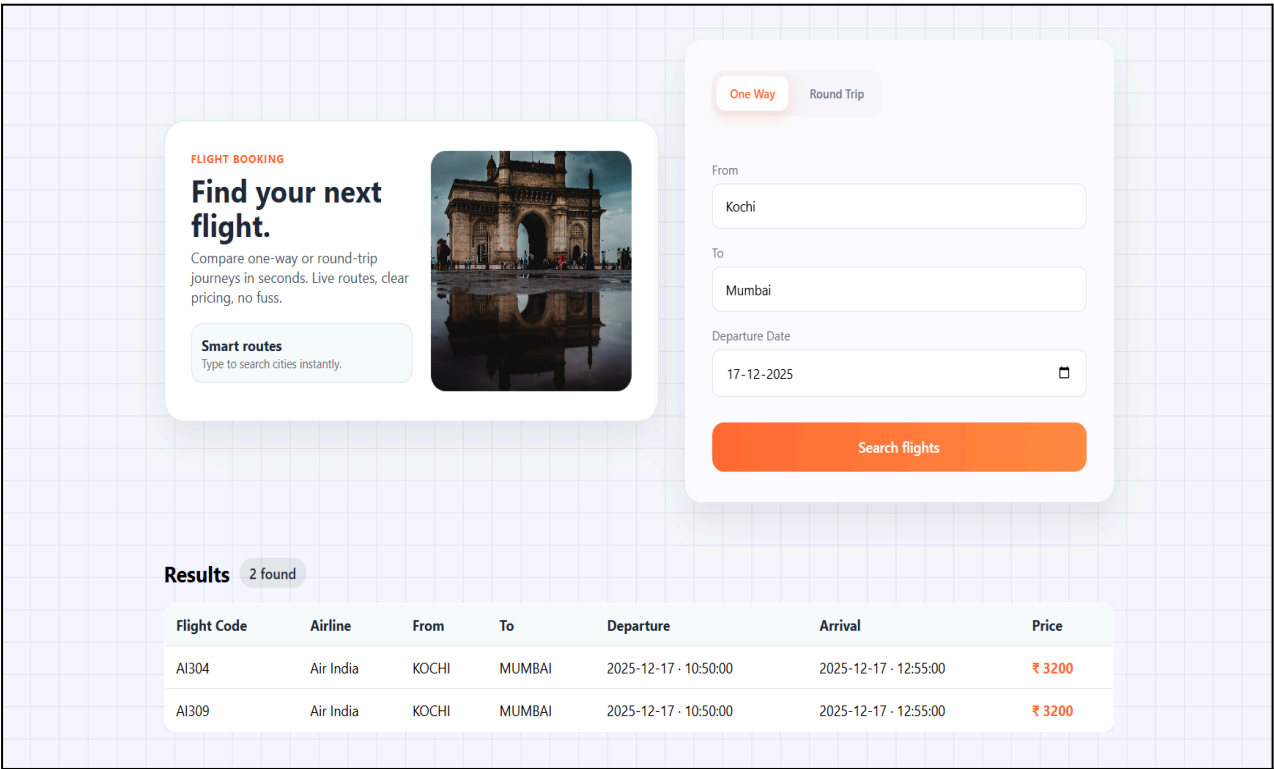 FLIGHT BOOKING
Find your next
flight.
Compare one-way or round-trip
journeys in seconds. Live routes, clear
pricing, no fuss.
Smart routes
Type to search cities instantly.
One Way Round Trip
From
Kochi
To
Mumbai
Departure Date
17-12-2025
Search flights
Results 2 found
Flight Code Airline From To Departure Arrival Price
AI304 Air India KOCHI MUMBAI 2025-12-17 · 10:50:00 2025-12-17 · 12:55:00 ₹ 3200
AI309 Air India KOCHI MUMBAI 2025-12-17 · 10:50:00 2025-12-17 · 12:55:00 ₹ 3200